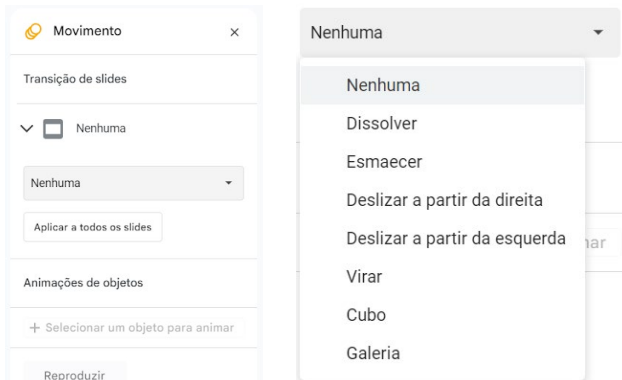 Movimento
Transição de slides
Nenhuma
Nenhuma
Aplicar a todos os slides
Animações de objetos
+ Selecionar um objeto para animar
Reproduzir
Nenhuma
Nenhuma
Dissolver
Esmaecer
Deslizar a partir da direita
Deslizar a partir da esquerda
Virar
Cubo
Galeria